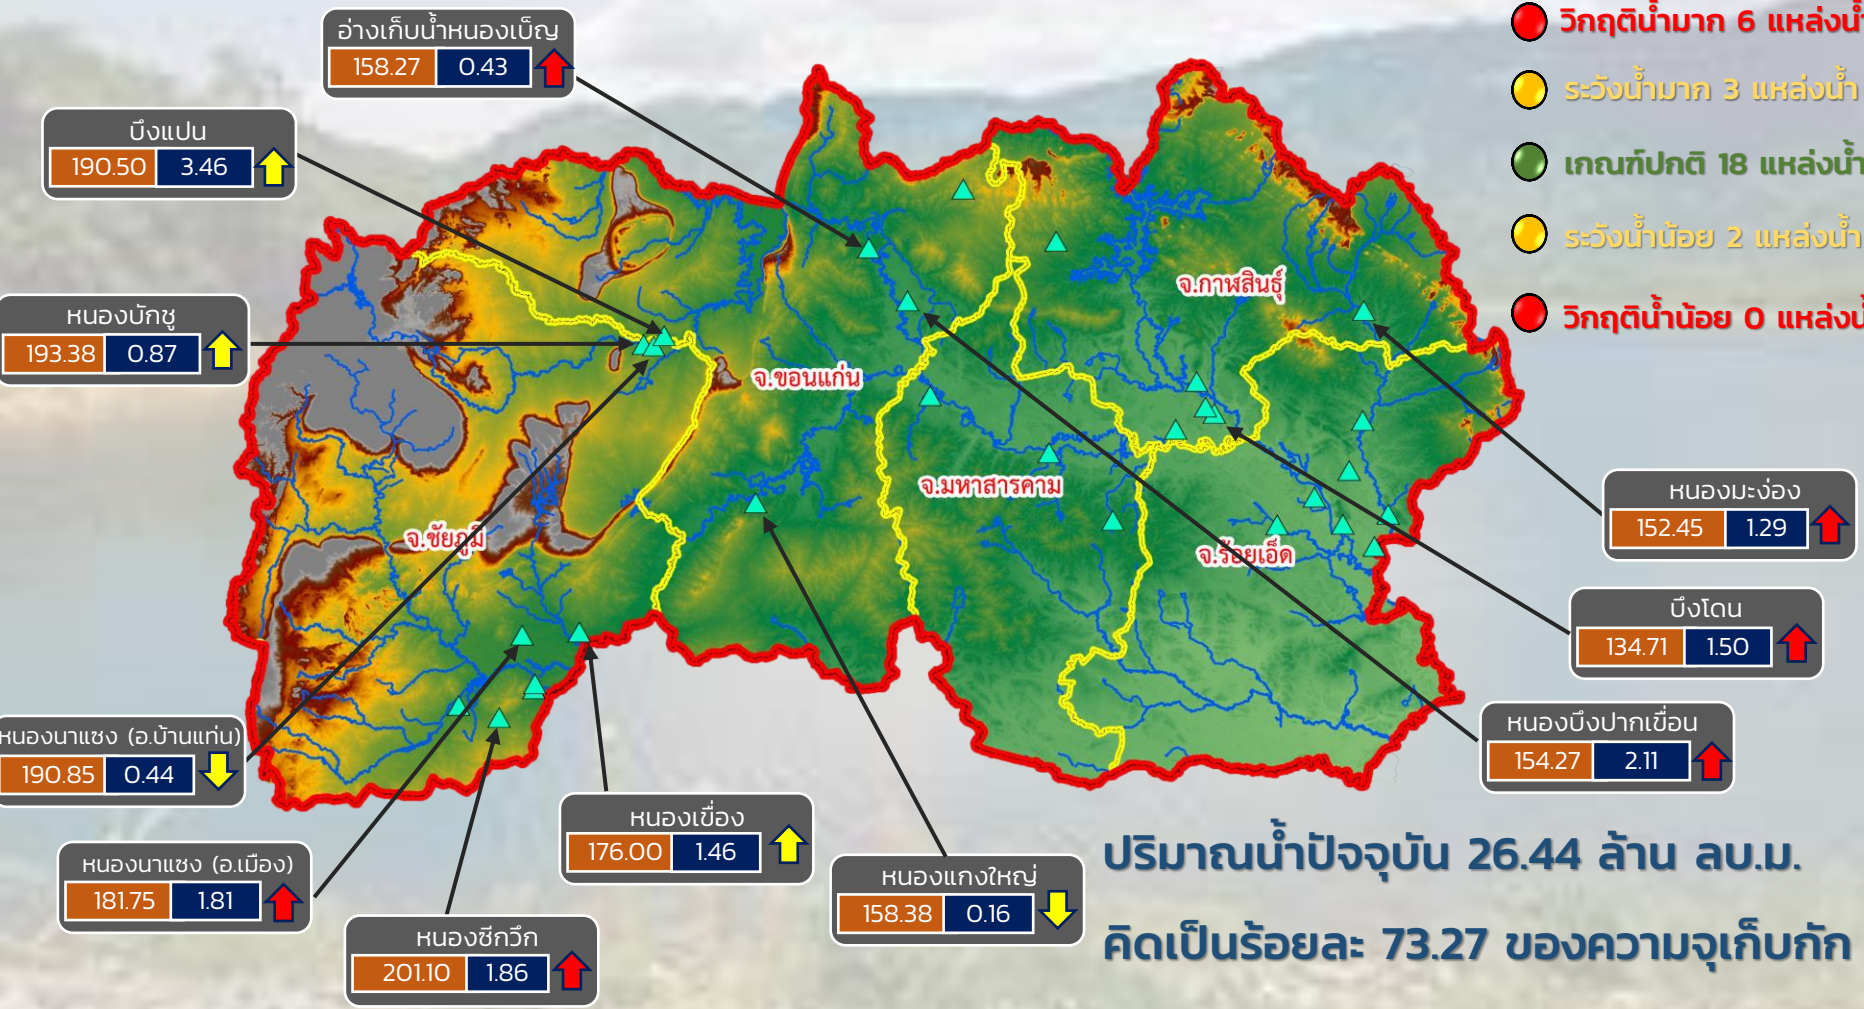 อ่างเก็บน้ำหนองเบ็ญ
158.27 0.43
วิกฤติน้ำมาก 6 แหล่งน้ำ
ระวังน้ำมาก 3 แหล่งน้ำ
เกณฑ์ปกติ 18 แหล่งน้ำ
ระวังน้ำน้อย 2 แหล่งน้ำ
วิกฤติน้ำน้อย 0 แหล่งน้ำ
บึงแปน
190.50 3.46
หนองบักซู
193.38 0.87
จ.กาฬสินธุ์
จ.ขอนแก่น
จ.มหาสารคาม
จ.ชัยภูมิ
จ.ร้อยเอ็ด
หนองมะง่อง
152.45 1.29
บึงโดน
134.71 1.50
หนองบึงปากเขื่อน
154.27 2.11
หนองนาแซง (อ.บ้านแท่น)
190.85 0.44
หนองนาแซง (อ.เมือง)
181.75 1.81
หนองเขื่อง
176.00 1.46
หนองแกงใหญ่
158.38 0.16
หนองซีกวึก
201.10 1.86
ปริมาณน้ำปัจจุบัน 26.44 ล้าน ลบ.ม.
คิดเป็นร้อยละ 73.27 ของความจุเก็บกัก